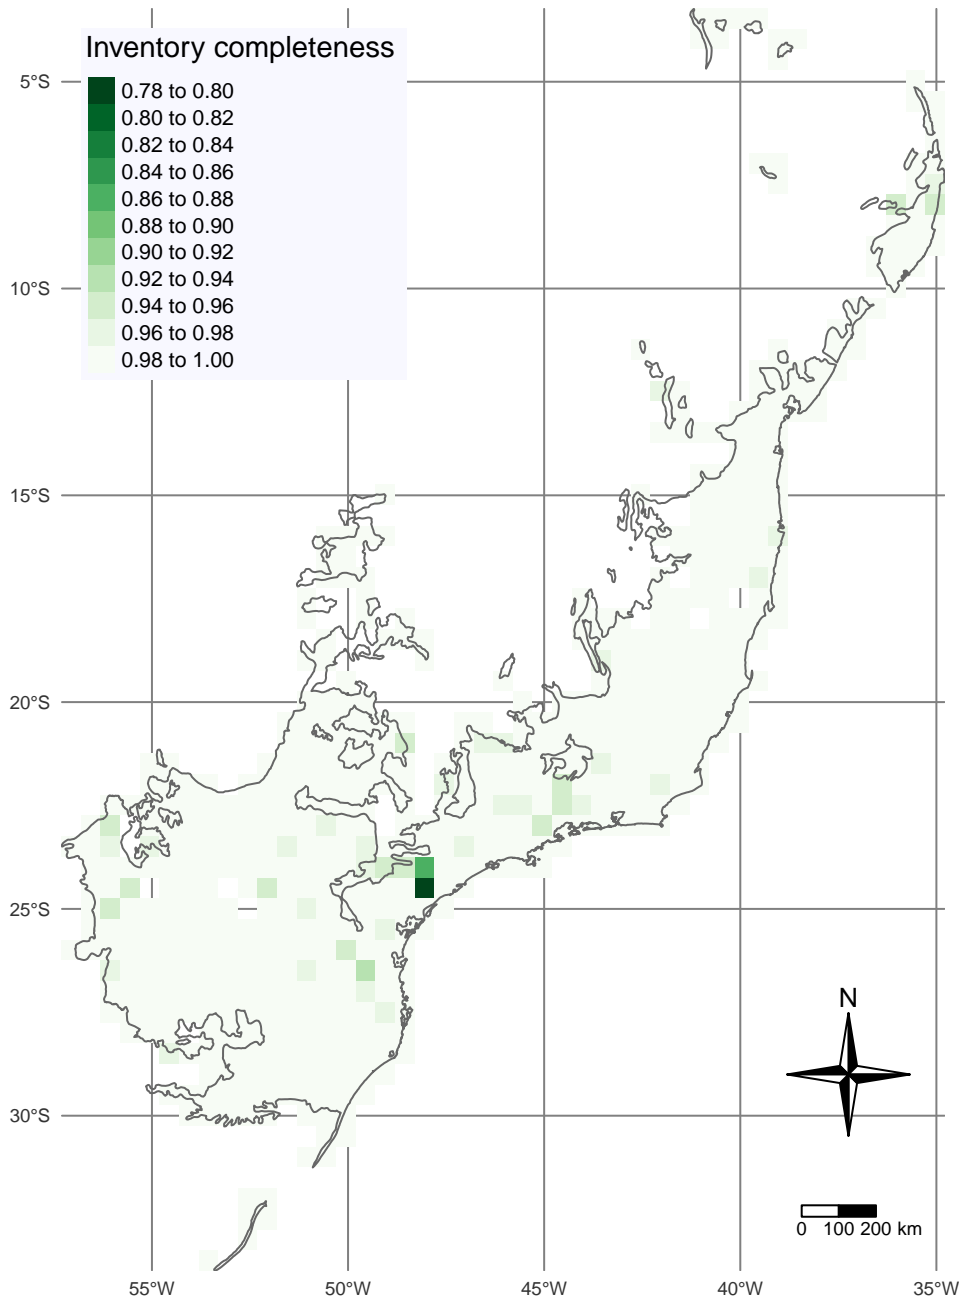 Inventory completeness
0.78 to 0.80
0.80 to 0.82
0.82 to 0.84
0.84 to 0.86
0.86 to 0.88
0.88 to 0.90
0.90 to 0.92
0.92 to 0.94
0.94 to 0.96
0.96 to 0.98
0.98 to 1.00
5°S
10°S
15°S
20°S
25°S
30°S
N
0 100 200 km
55°W 50°W 45°W 40°W 35°W